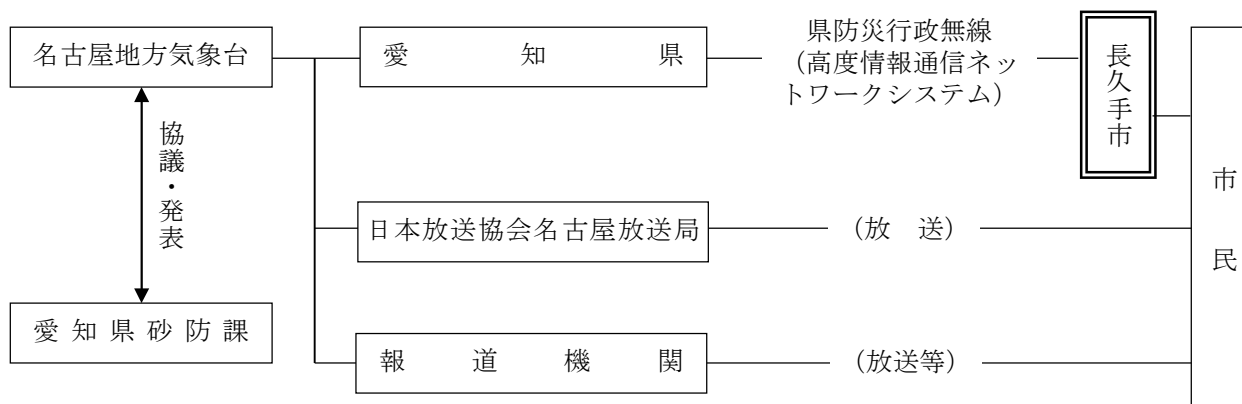 名古屋地方気象台
愛知県
県防災行政無線
（高度情報通信ネッ
トワークシステム）
長久手市
市民
協議・発表
日本放送協会名古屋放送局
（放　送）
愛知県砂防課
報道機関
（放送等）